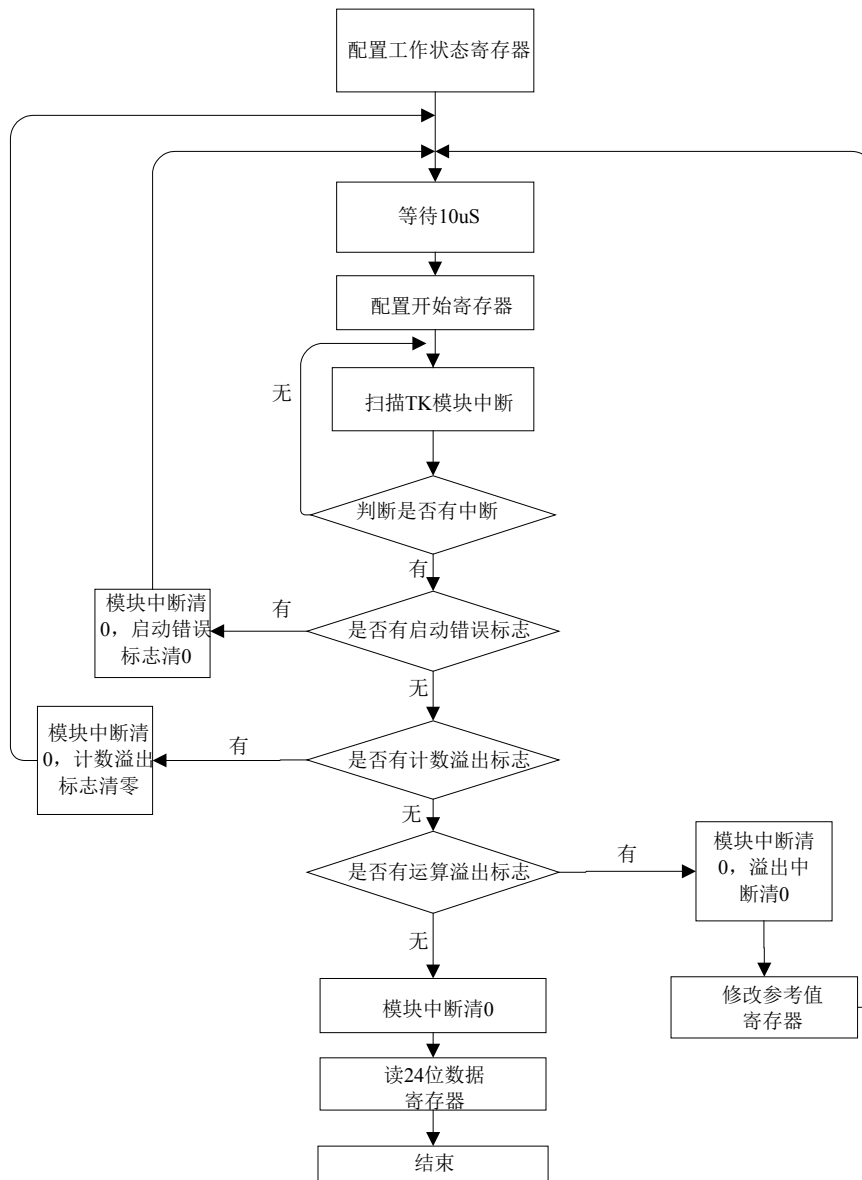 配置工作状态寄存器
等待10uS
配置开始寄存器
无
扫描TK模块中断
判断是否有中断
有
模块中断清
0，启动错误
标志清0
有
是否有启动错误标志
无
模块中断清
0，计数溢出
标志清零
有
是否有计数溢出标志
无
是否有运算溢出标志
有
模块中断清
0，溢出中
断清0
无
模块中断清0
修改参考值
寄存器
读24位数据
寄存器
结束